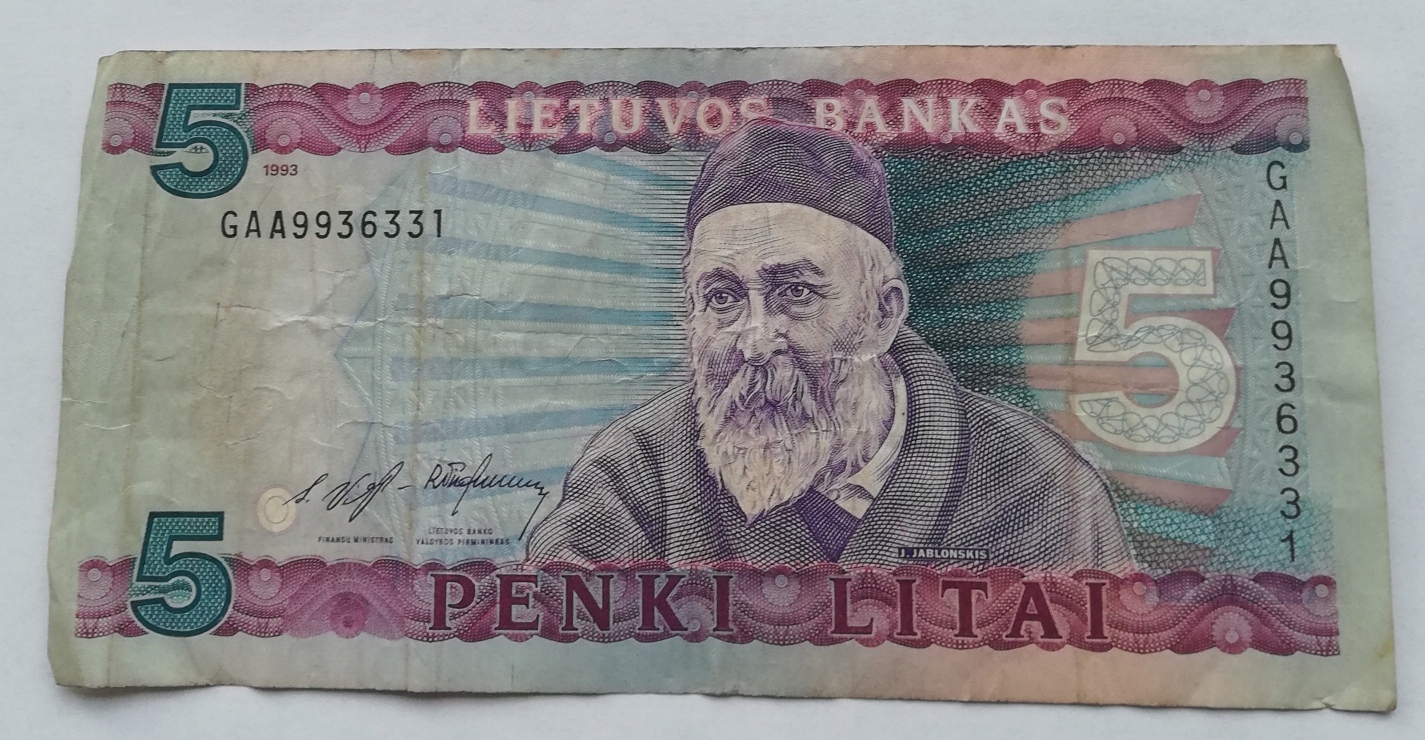 5
LIETUVOS BANKAS
1993
GAA9936331
GAA9936331
5
FINANSŲ MINISTRAS
LIETUVOS BANKO
VALDYBOS PIRMININKAS
J. JABLONSKIS
5
PENKI LITAI